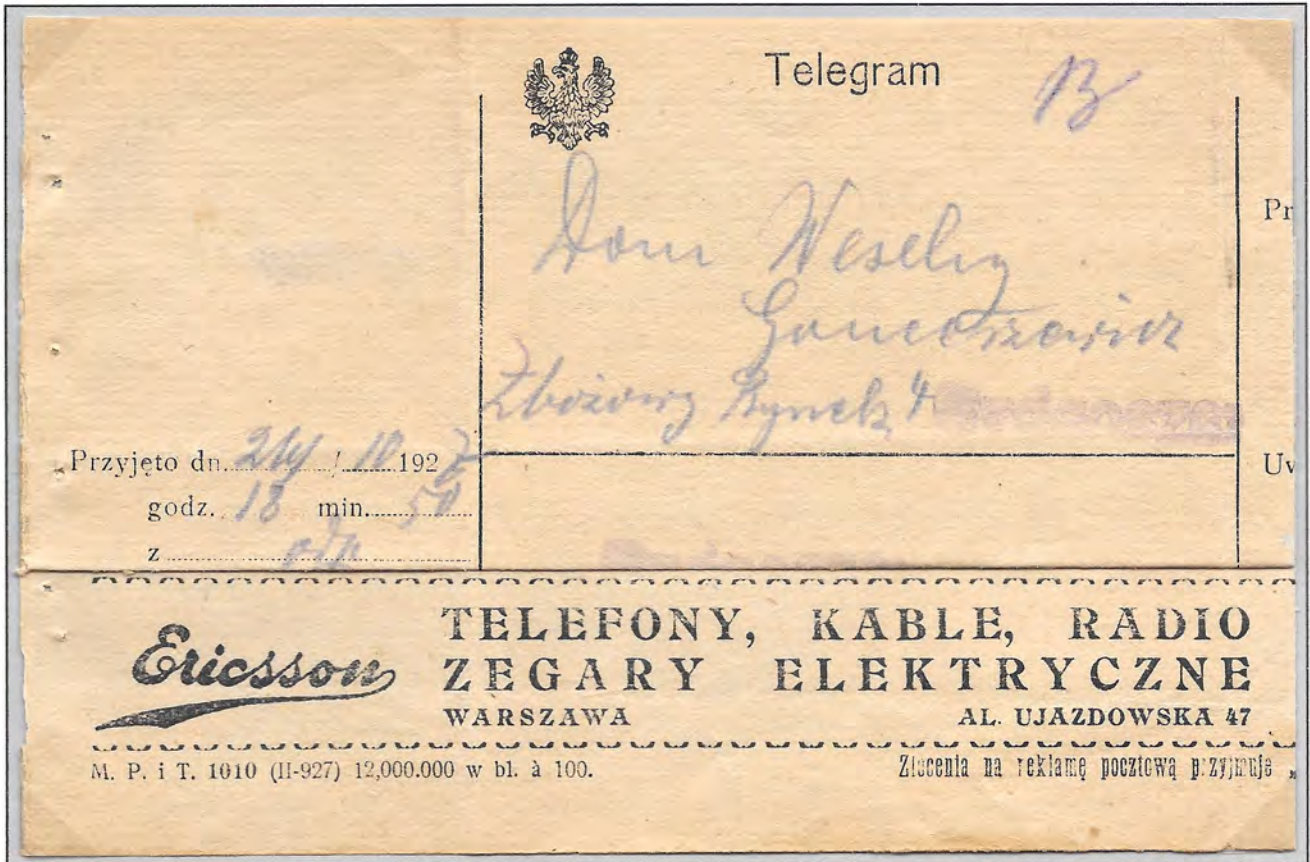 Telegram
Dom Weselny
Zbożowy Rynek 4
Pr
Przyjęto dn. 24 / 10 1927
godz. 18 min. 50
z
Uw
Ericsson
TELEFONY, KABLE, RADIO
ZEGARY ELEKTRYCZNE
WARSZAWA AL. UJAZDOWSKA 47
M. P. i T. 1010 (II-927) 12,000.000 w bl. à 100.
Zlecenia na reklamę pocztową przyjmuje „